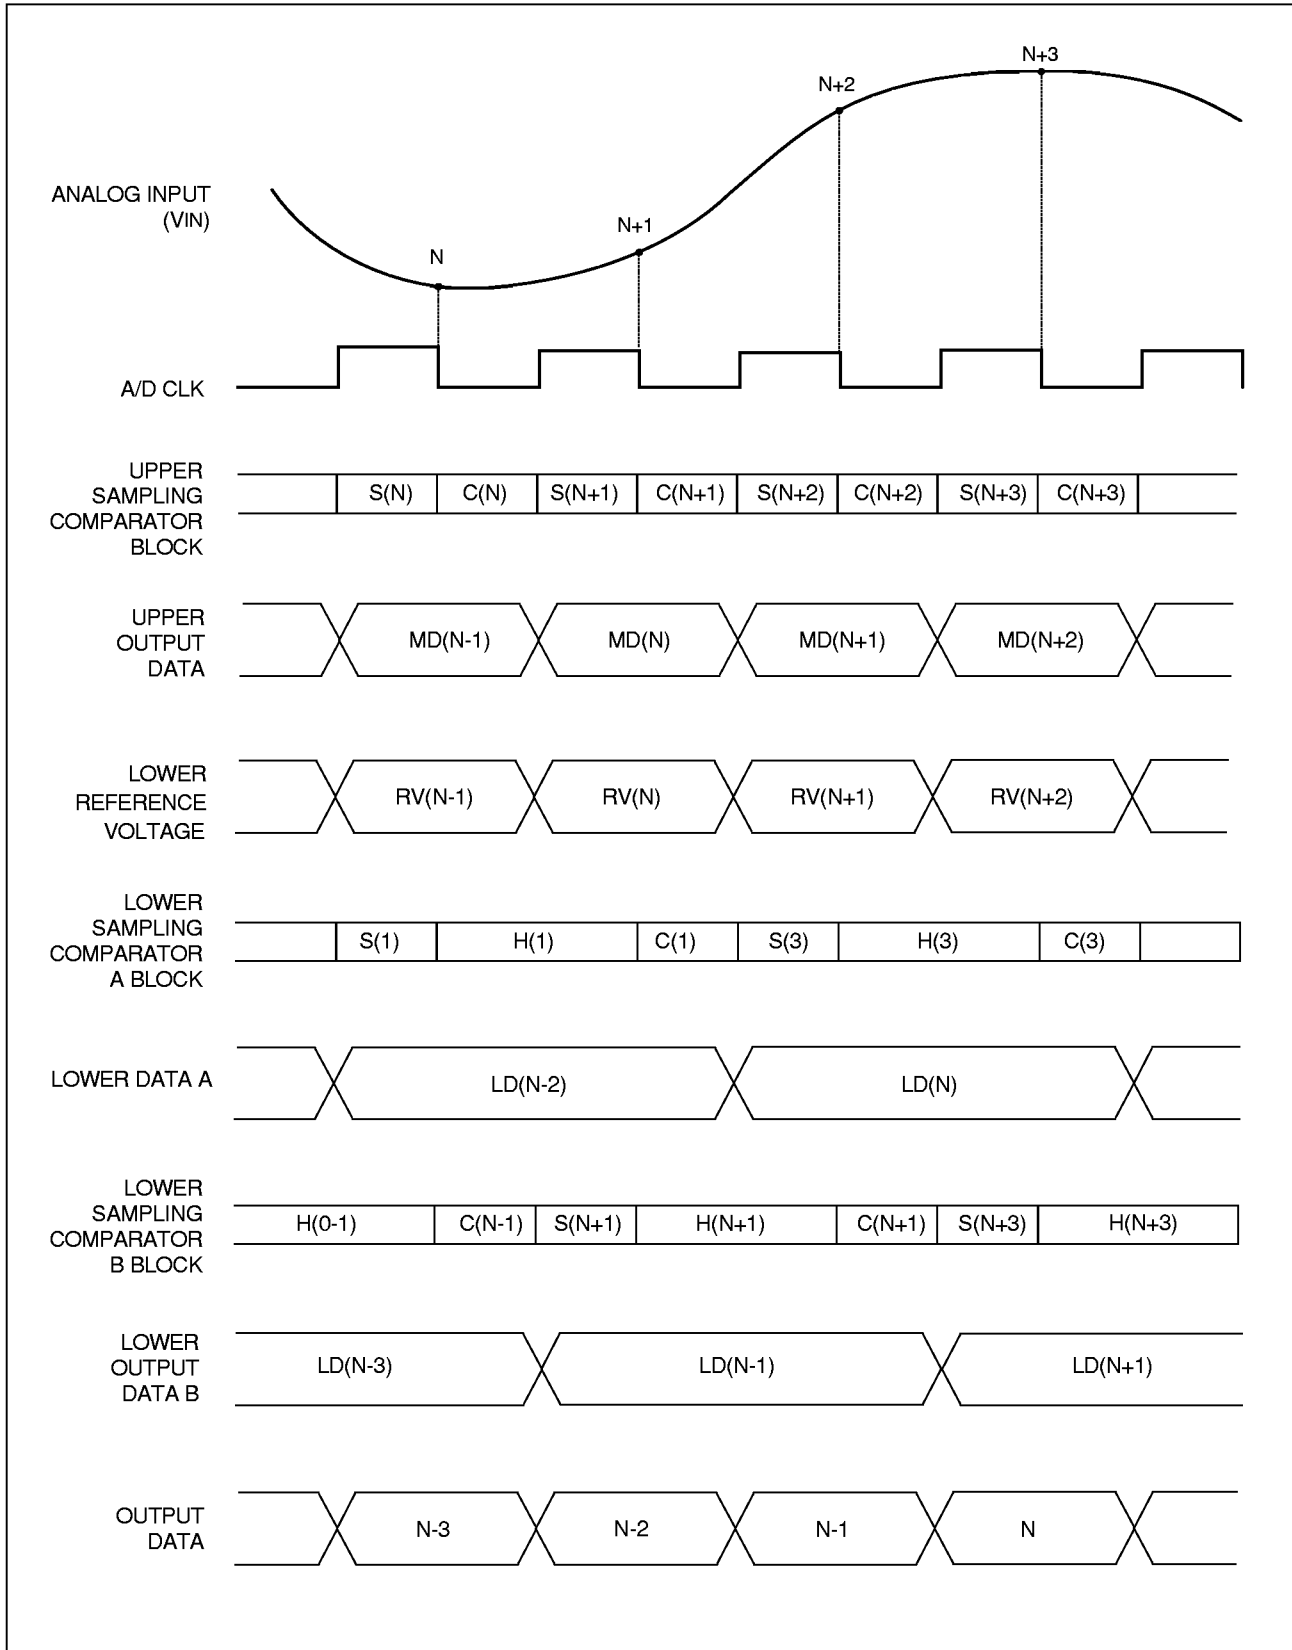 N+3
N+2
ANALOG INPUT
(VIN)
N+1
N
A/D CLK
UPPER
SAMPLING
COMPARATOR
BLOCK
S(N) C(N) S(N+1) C(N+1) S(N+2) C(N+2) S(N+3) C(N+3)
UPPER
OUTPUT
DATA
MD(N-1) MD(N) MD(N+1) MD(N+2)
LOWER
REFERENCE
VOLTAGE
RV(N-1) RV(N) RV(N+1) RV(N+2)
LOWER
SAMPLING
COMPARATOR
A BLOCK
S(1) H(1) C(1) S(3) H(3) C(3)
LOWER DATA A
LD(N-2) LD(N)
LOWER
SAMPLING
COMPARATOR
B BLOCK
H(0-1) C(N-1) S(N+1) H(N+1) C(N+1) S(N+3) H(N+3)
LOWER
OUTPUT
DATA B
LD(N-3) LD(N-1) LD(N+1)
OUTPUT
DATA
N-3 N-2 N-1 N